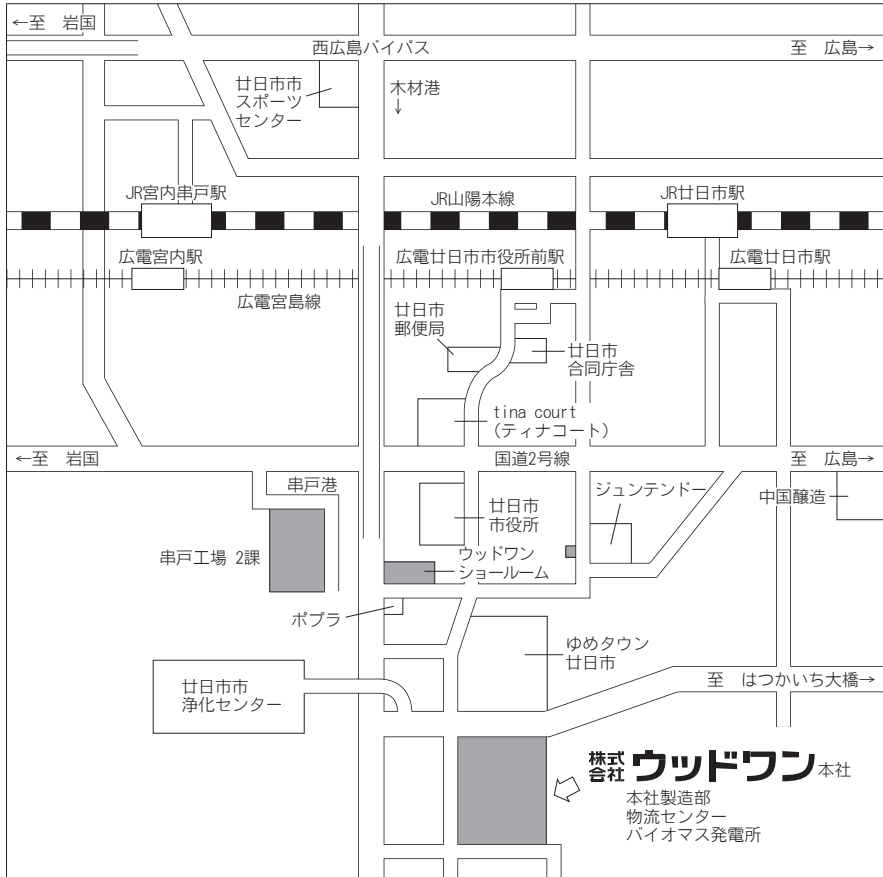 ←至 岩国
西広島バイパス
至 広島→
廿日市市
スポーツ
センター
木材港
↓
JR宮内串戸駅
JR山陽本線
JR廿日市駅
広電宮内駅
広電廿日市市役所前駅
広電廿日市駅
広電宮島線
廿日市
郵便局
廿日市
合同庁舎
tina court
(ティナコート)
←至 岩国
国道2号線
至 広島→
串戸港
廿日市
市役所
ジュンテンドー
中国醸造
串戸工場 2課
ウッドワン
ショールーム
ポプラ
ゆめタウン
廿日市
廿日市市
浄化センター
至 はつかいち大橋→
株式会社 ウッドワン 本社
本社製造部
物流センター
バイオマス発電所